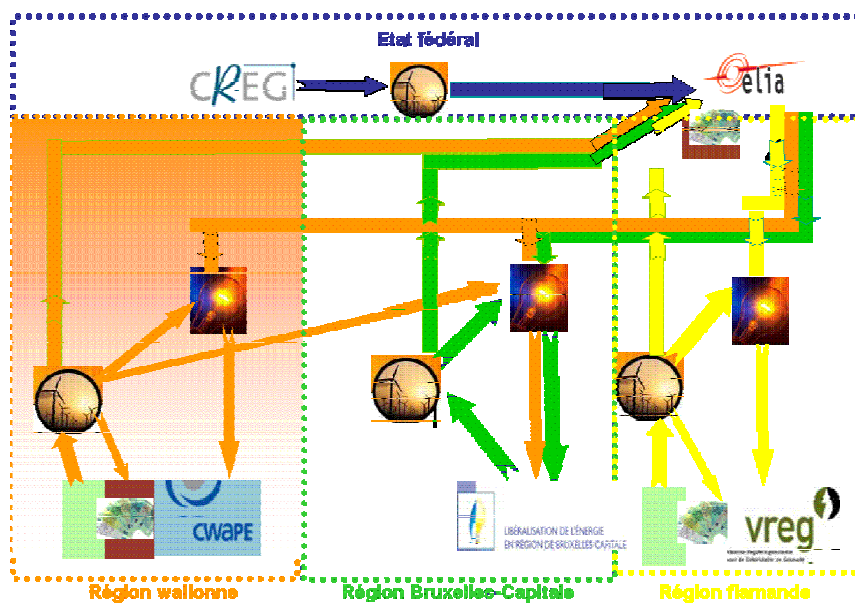 Etat fédéral
CREG
elia
CWAPE
LIBÉRALISATION DE L'ÉNERGIE
EN RÉGION DE BRUXELLES-CAPITALE
vreg
Région wallonne
Région Bruxelles-Capitale
Région flamande